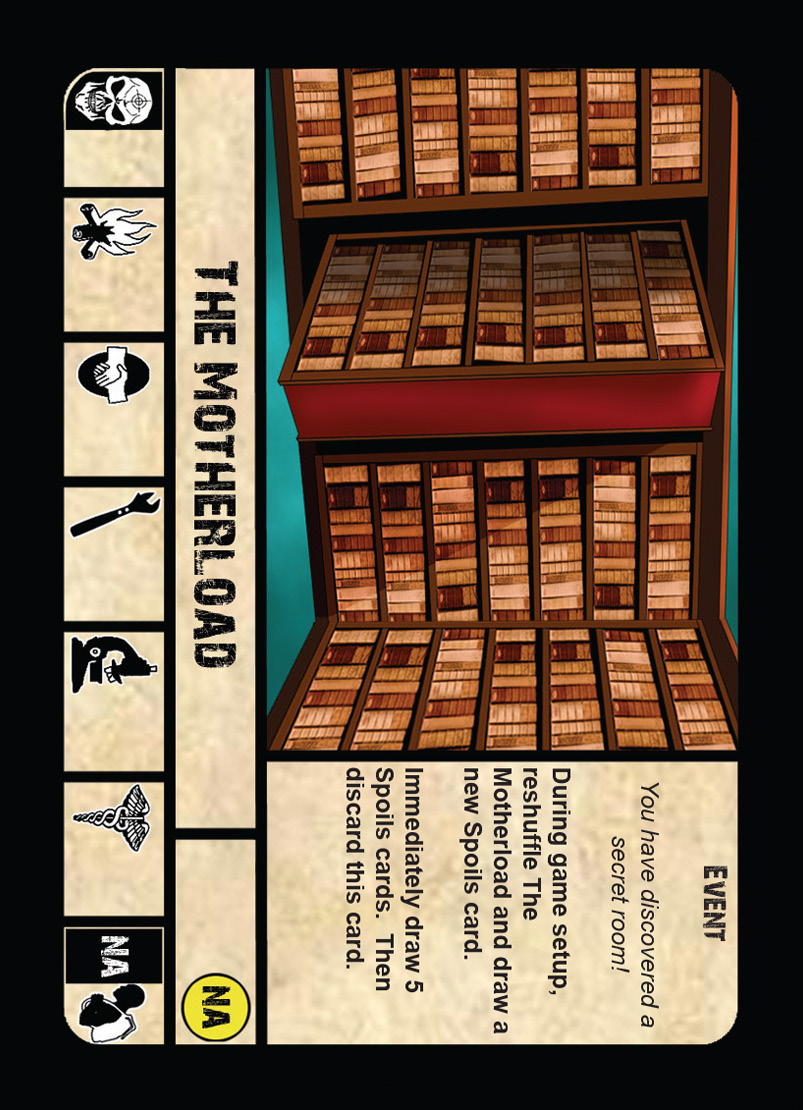 EVENT
You have discovered a
secret room!
During game setup,
reshuffle The
Motherload and draw a
new Spoils card.
Immediately draw 5
Spoils cards.  Then
discard this card.
THE MOTHERLOAD
NA
NA